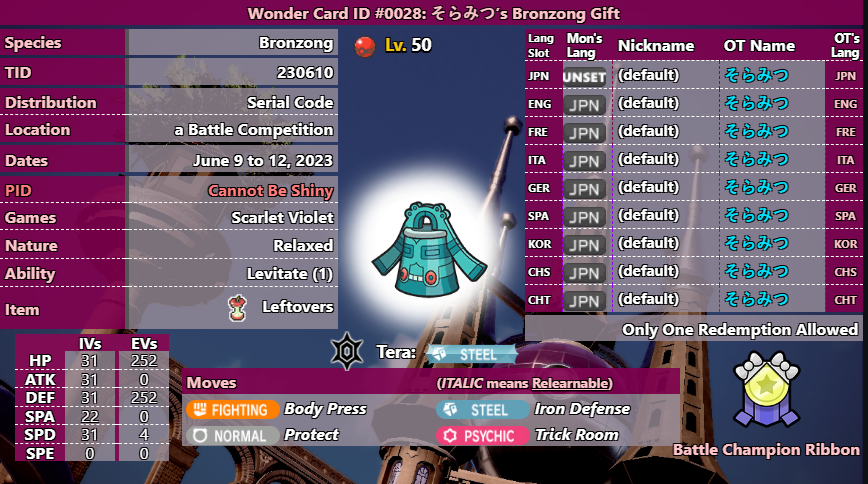 Wonder Card ID #0028: そらみつ's Bronzong Gift
Species Bronzong
TID 230610
Distribution Serial Code
Location a Battle Competition
Dates June 9 to 12, 2023
PID Cannot Be Shiny
Games Scarlet Violet
Nature Relaxed
Ability Levitate (1)
Item Leftovers
Lv. 50
Lang Slot Mon's Lang Nickname OT Name OT's Lang
JPN UNSET (default) そらみつ JPN
ENG JPN (default) そらみつ ENG
FRE JPN (default) そらみつ FRE
ITA JPN (default) そらみつ ITA
GER JPN (default) そらみつ GER
SPA JPN (default) そらみつ SPA
KOR JPN (default) そらみつ KOR
CHS JPN (default) そらみつ CHS
CHT JPN (default) そらみつ CHT
Only One Redemption Allowed
IVs EVs
HP 31 252
ATK 31 0
DEF 31 252
SPA 22 0
SPD 31 4
SPE 0 0
Tera: STEEL
Moves (ITALIC means Relearnable)
FIGHTING Body Press STEEL Iron Defense
NORMAL Protect PSYCHIC Trick Room
Battle Champion Ribbon